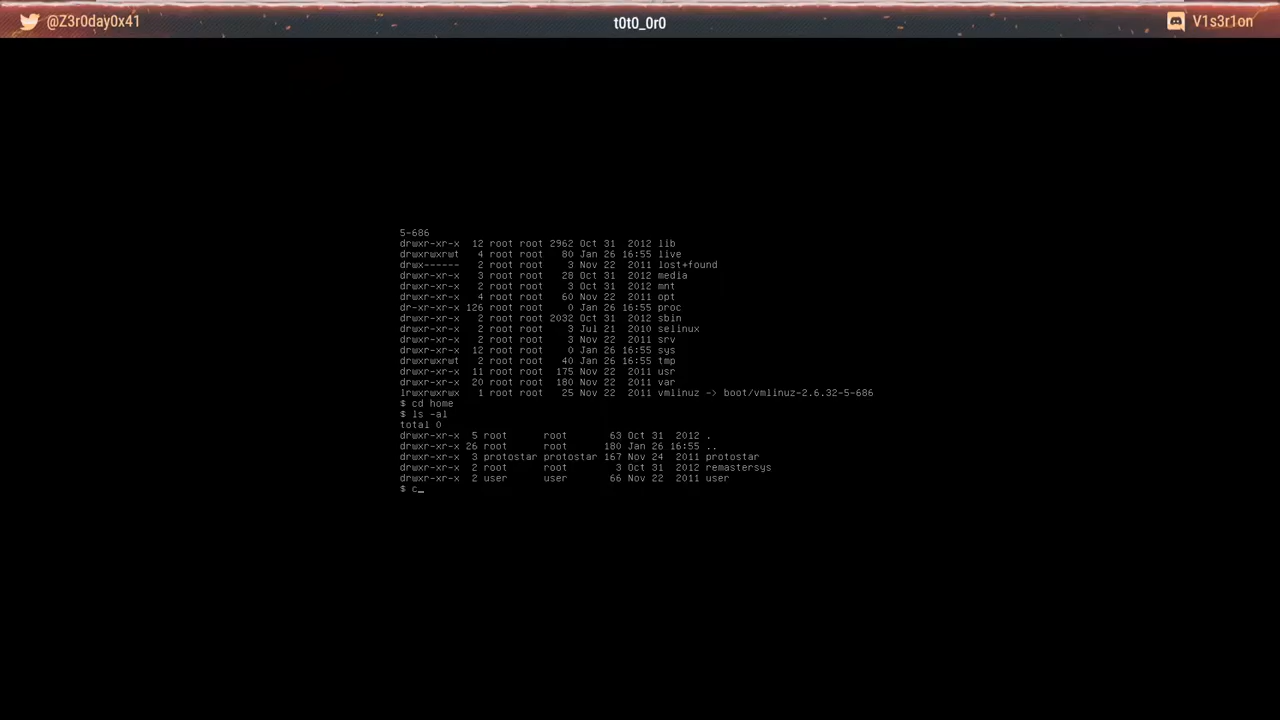 @Z3r0day0x41
t0t0_0r0
V1s3r1on
5-686
drwxr-xr-x  12 root root 2962 Oct 31  2012 lib
drwxrwxrwt   4 root root   80 Jan 26 16:55 live
drwx------   2 root root    3 Nov 22  2011 lost+found
drwxr-xr-x   3 root root   28 Oct 31  2012 media
drwxr-xr-x   2 root root    3 Oct 31  2012 mnt
drwxr-xr-x   4 root root   60 Nov 22  2011 opt
dr-xr-xr-x 126 root root    0 Jan 26 16:55 proc
drwxr-xr-x   2 root root 2032 Oct 31  2012 sbin
drwxr-xr-x   2 root root    3 Jul 21  2010 selinux
drwxr-xr-x   2 root root    3 Nov 22  2011 srv
drwxr-xr-x  12 root root    0 Jan 26 16:55 sys
drwxrwxrwt   2 root root   40 Jan 26 16:55 tmp
drwxr-xr-x  11 root root  175 Nov 22  2011 usr
drwxr-xr-x  20 root root  180 Nov 22  2011 var
lrwxrwxrwx   1 root root   25 Nov 22  2011 vmlinuz -> boot/vmlinuz-2.6.32-5-686
$ cd home
$ ls -al
total 0
drwxr-xr-x  5 root      root       63 Oct 31  2012 .
drwxr-xr-x 26 root      root      180 Jan 26 16:55 ..
drwxr-xr-x  3 protostar protostar 167 Nov 24  2011 protostar
drwxr-xr-x  2 root      root        3 Oct 31  2012 remastersys
drwxr-xr-x  2 user      user       66 Nov 22  2011 user
$ c_